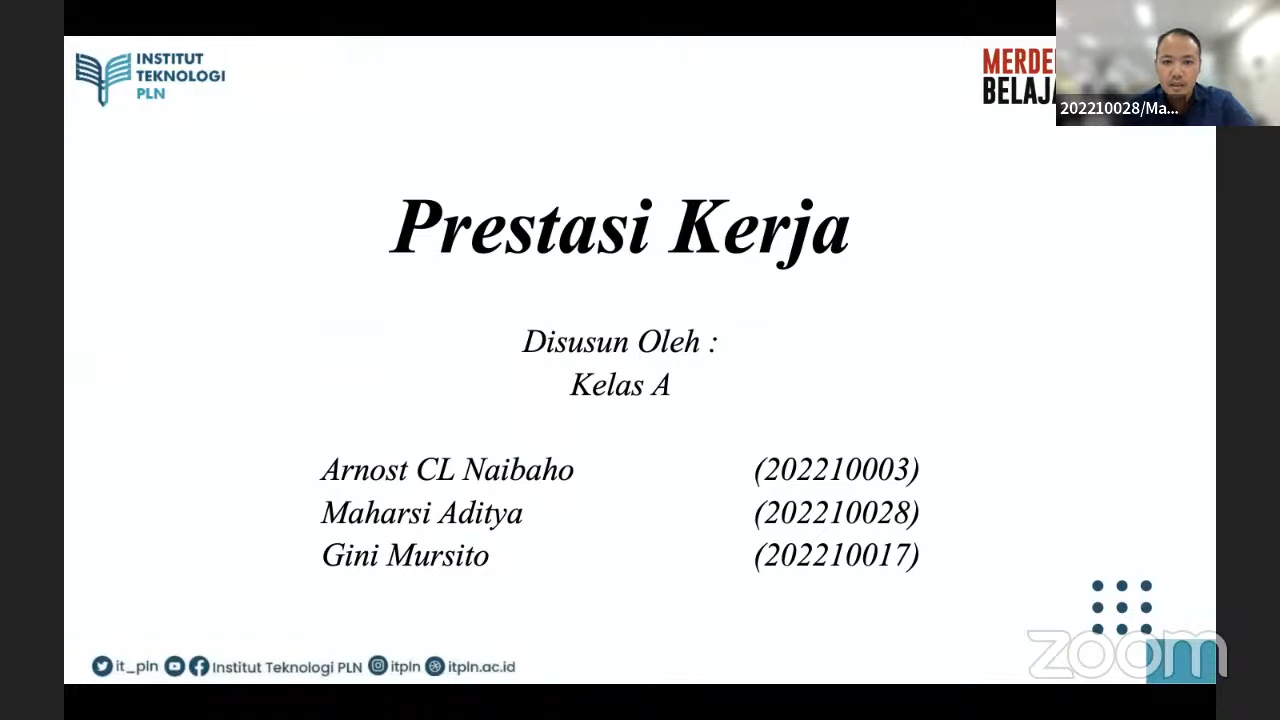 INSTITUT
TEKNOLOGI
PLN
MERDE
BELAJA
202210028/Ma...
Prestasi Kerja
Disusun Oleh :
Kelas A
Arnost CL Naibaho (202210003)
Maharsi Aditya (202210028)
Gini Mursito (202210017)
it_pln Institut Teknologi PLN itpln itpln.ac.id
zoom